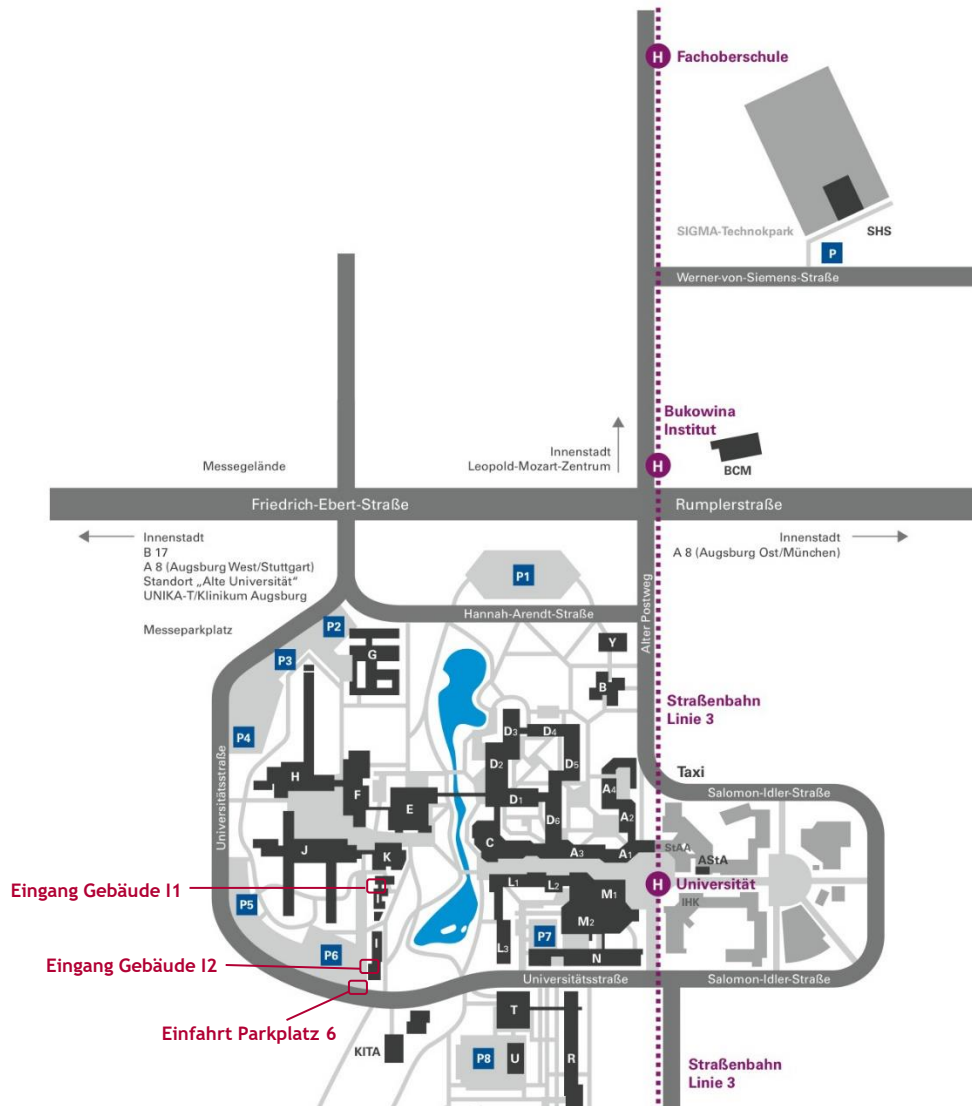 H Fachoberschule
SIGMA-Technokpark
SHS
P
Werner-von-Siemens-Straße
Bukowina
Institut
Innenstadt
Leopold-Mozart-Zentrum
H
BCM
Messegelände
Friedrich-Ebert-Straße
Rumplerstraße
Innenstadt
B 17
A 8 (Augsburg West/Stuttgart)
Standort „Alte Universität“
UNIKA-T/Klinikum Augsburg
Messeparkplatz
Innenstadt
A 8 (Augsburg Ost/München)
P1
Hannah-Arendt-Straße
Alter Postweg
P2
G
P3
P4
Y
B
Straßenbahn
Linie 3
D3
D4
D2
D5
D1
D6
Universitätsstraße
H
F
E
Taxi
Salomon-Idler-Straße
A4
A2
C
A3
A1
StAA
AStA
J
K
H Universität
IHK
Eingang Gebäude I1
I
L1
L2
M1
M2
P5
P6
I
L3
P7
N
Eingang Gebäude I2
Universitätsstraße
Salomon-Idler-Straße
Einfahrt Parkplatz 6
T
KITA
P8
U
R
Straßenbahn
Linie 3